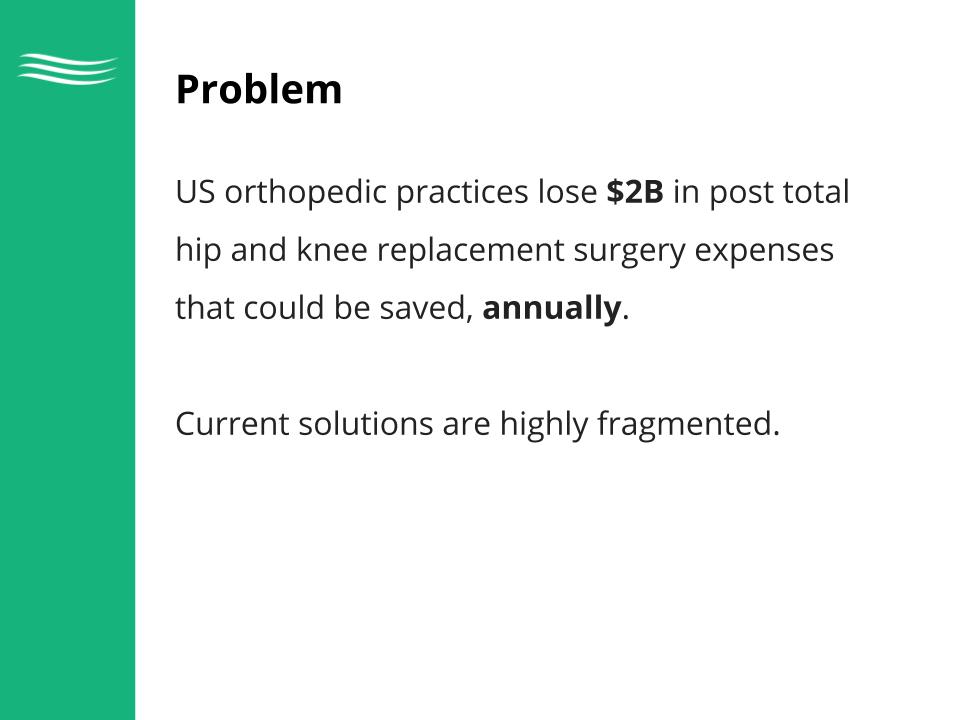 Problem
US orthopedic practices lose $2B in post total
hip and knee replacement surgery expenses
that could be saved, annually.
Current solutions are highly fragmented.